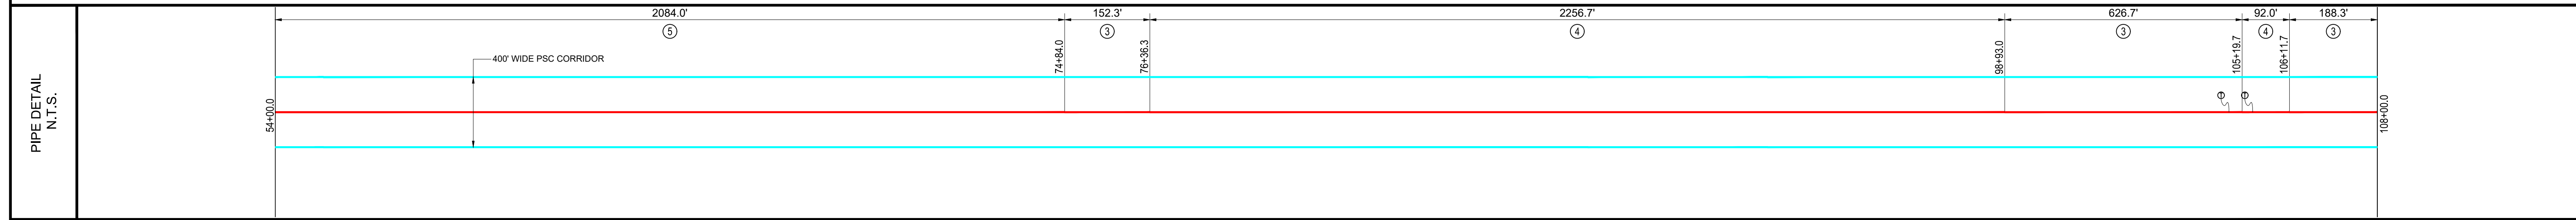 2084.0' 152.3' 2256.7' 626.7' 92.0' 188.3'
5 3 4 3 4 3
400' WIDE PSC CORRIDOR
74+84.0
76+36.3
98+93.0
105+19.7
106+11.7
54+00.0
108+00.0
PIPE DETAIL
N.T.S.